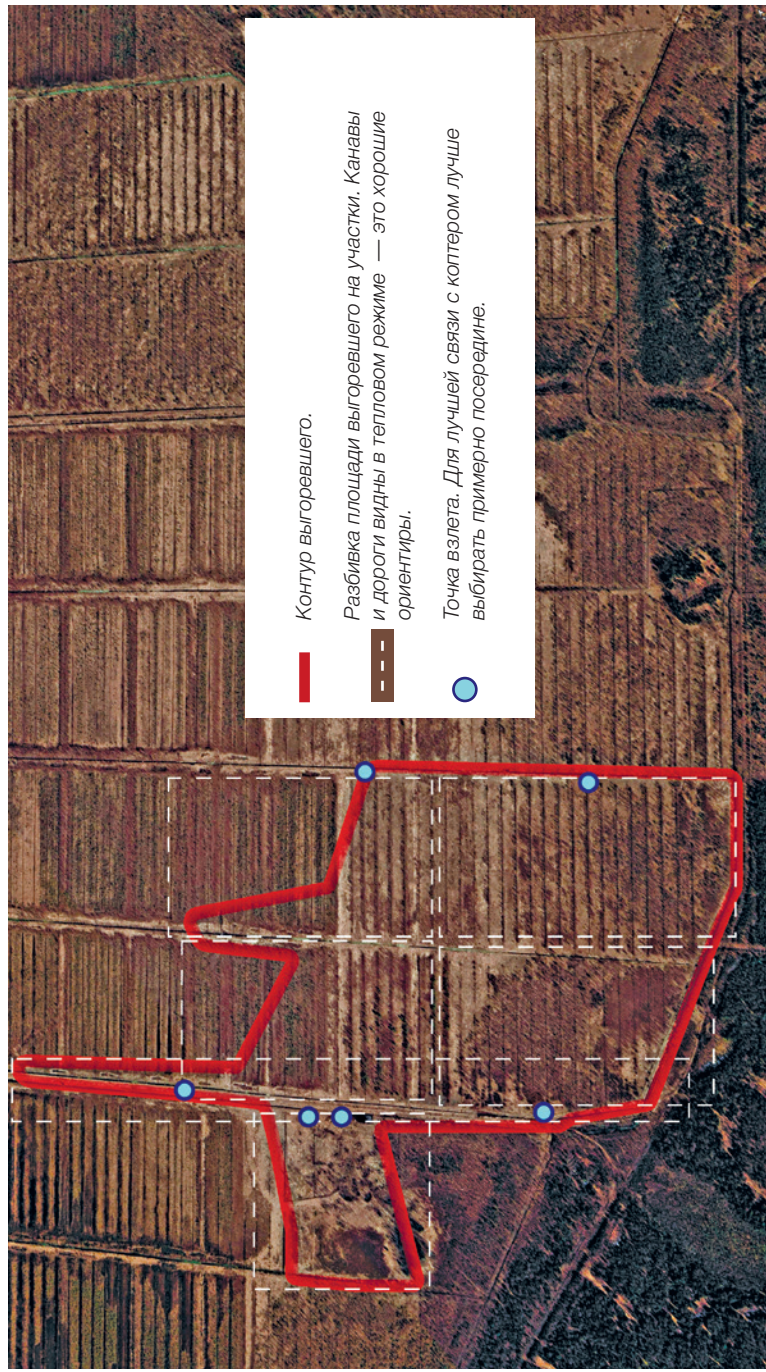 Контур выгоревшего.
Разбивка площади выгоревшего на участки. Канавы
и дороги видны в тепловом режиме — это хорошие
ориентиры.
Точка взлета. Для лучшей связи с коптером лучше
выбирать примерно посередине.